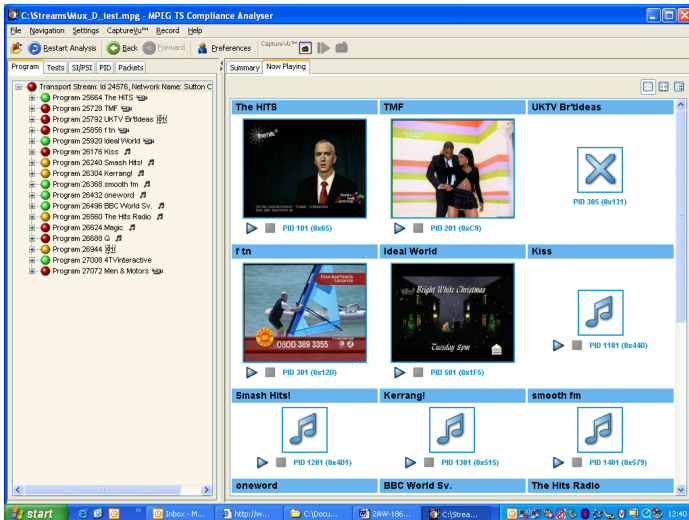 C:\Streams\Mux_D_test.mpg - MPEG TS Compliance Analyser
File Navigation Settings CaptureVu™ Record Help
Restart Analysis Back Forward Preferences CaptureVu™
Program Tests SI/PSI PID Packets
Summary Now Playing
Transport Stream: Id 24576, Network Name: Sutton C
Program 25664 The HITS
Program 25728 TMF
Program 25792 UKTV Br'tIdeas
Program 25856 f tn
Program 25920 Ideal World
Program 26176 Kiss
Program 26240 Smash Hits!
Program 26304 Kerrang!
Program 26368 smooth fm
Program 26432 oneword
Program 26496 BBC World Sv.
Program 26560 The Hits Radio
Program 26624 Magic
Program 26688 Q
Program 26944
Program 27008 4TVinteractive
Program 27072 Men & Motors
The HITS TMF UKTV Br'tIdeas
the hits
PID 101 (0x65) PID 201 (0xC9) PID 305 (0x131)
f tn Ideal World Kiss
0800 389 3355
Bright White Christmas
Tuesday 8pm
PID 301 (0x12D) PID 501 (0x1F5) PID 1101 (0x44D)
Smash Hits! Kerrang! smooth fm
PID 1201 (0x4B1) PID 1301 (0x515) PID 1401 (0x579)
oneword BBC World Sv. The Hits Radio
start Inbox - M... http://w... C:\Docu... 2AW-186... C:\Strea... 12:40